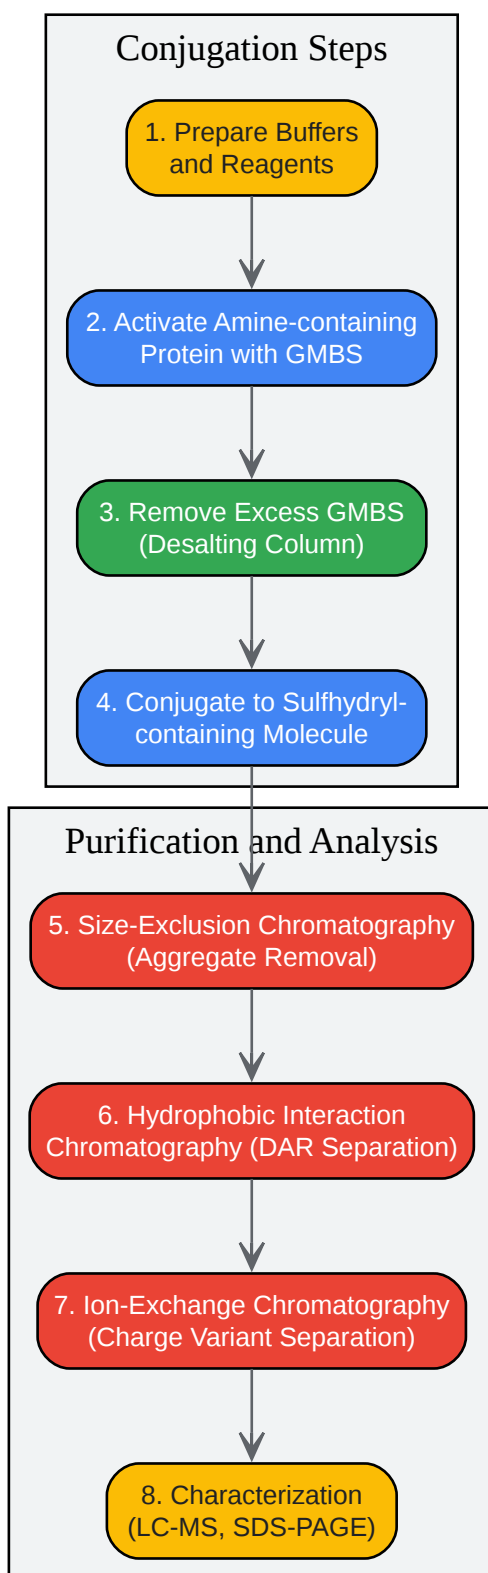 Conjugation Steps
1. Prepare Buffers
and Reagents
2. Activate Amine-containing
Protein with GMBS
3. Remove Excess GMBS
(Desalting Column)
4. Conjugate to Sulfhydryl-
containing Molecule
Purification and Analysis
5. Size-Exclusion Chromatography
(Aggregate Removal)
6. Hydrophobic Interaction
Chromatography (DAR Separation)
7. Ion-Exchange Chromatography
(Charge Variant Separation)
8. Characterization
(LC-MS, SDS-PAGE)